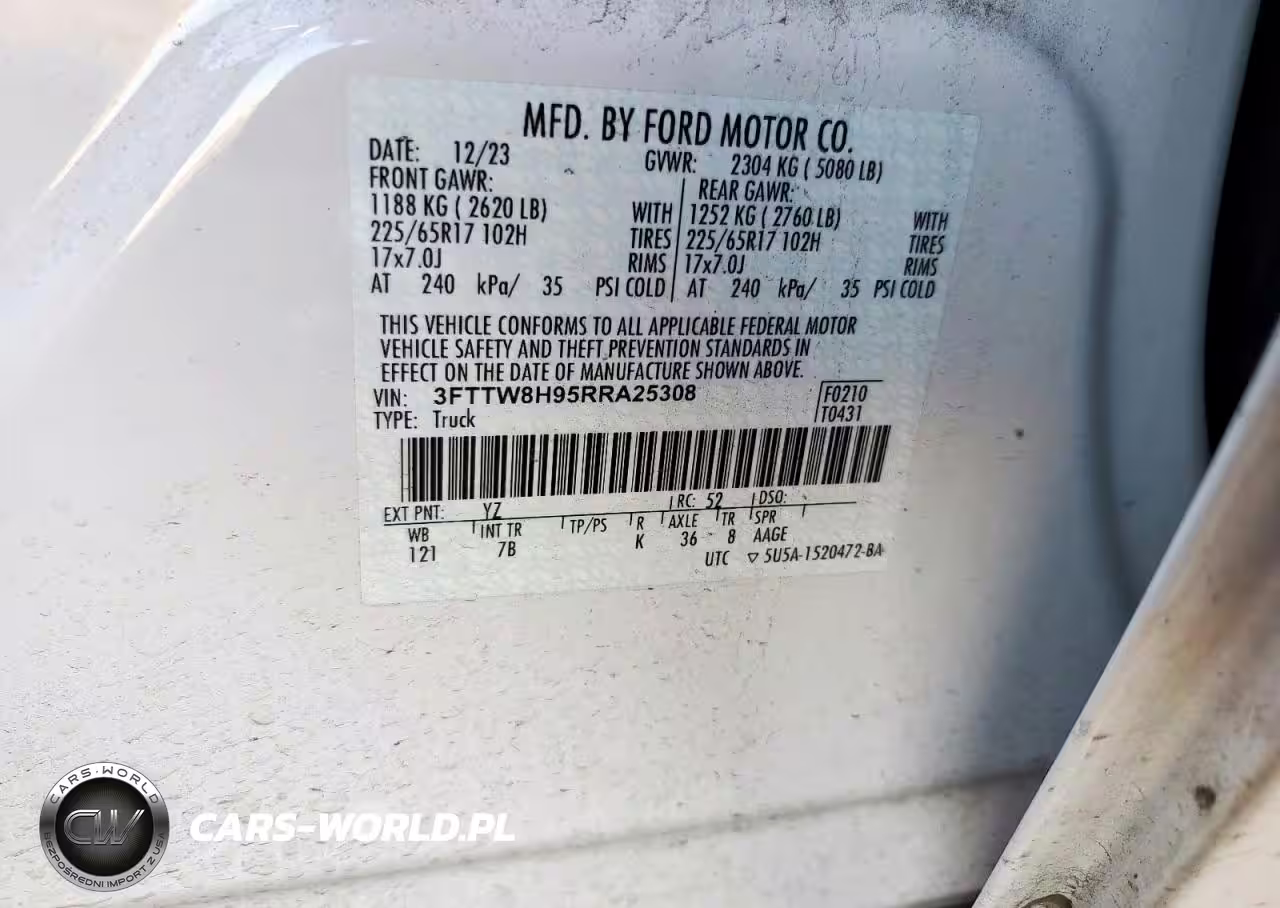 MFD. BY FORD MOTOR CO.
DATE: 12/23 GVWR: 2304 KG ( 5080 LB)
FRONT GAWR: REAR GAWR:
1188 KG ( 2620 LB) WITH 1252 KG ( 2760 LB) WITH
225/65R17 102H TIRES 225/65R17 102H TIRES
17x7.0J RIMS 17x7.0J RIMS
AT 240 kPa/ 35 PSI COLD AT 240 kPa/ 35 PSI COLD
THIS VEHICLE CONFORMS TO ALL APPLICABLE FEDERAL MOTOR
VEHICLE SAFETY AND THEFT PREVENTION STANDARDS IN
EFFECT ON THE DATE OF MANUFACTURE SHOWN ABOVE.
VIN: 3FTTW8H95RRA25308 F0210
TYPE: Truck T0431
EXT PNT: YZ RC: 52 DSO:
WB INT TR TP/PS R AXLE TR SPR
121 7B K 36 8 AAGE
UTC ▽ 5U5A-1520472-BA
CARS-WORLD
CW
BEZPOŚREDNI IMPORT Z USA
CARS-WORLD.PL